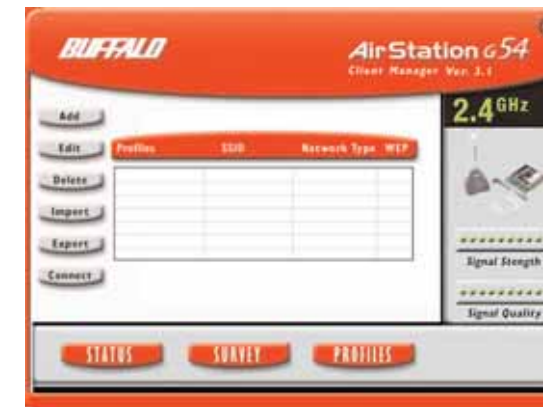 BUFFALO
AirStation G54
Client Manager Ver. 3.1
2.4GHz
Add
Edit
Delete
Import
Export
Connect
Profiles SSID Network Type WEP
Signal Stength
Signal Quality
STATUS SURVEY PROFILES